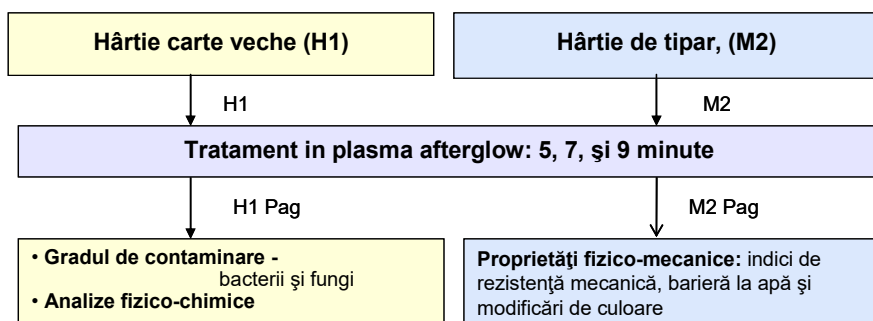 Hârtie carte veche (H1)
Hârtie de tipar, (M2)
H1
M2
Tratament in plasma afterglow: 5, 7, şi 9 minute
H1 Pag
M2 Pag
• Gradul de contaminare -
bacterii şi fungi
• Analize fizico-chimice
Proprietăţi fizico-mecanice: indici de
rezistenţă mecanică, barieră la apă şi
modificări de culoare